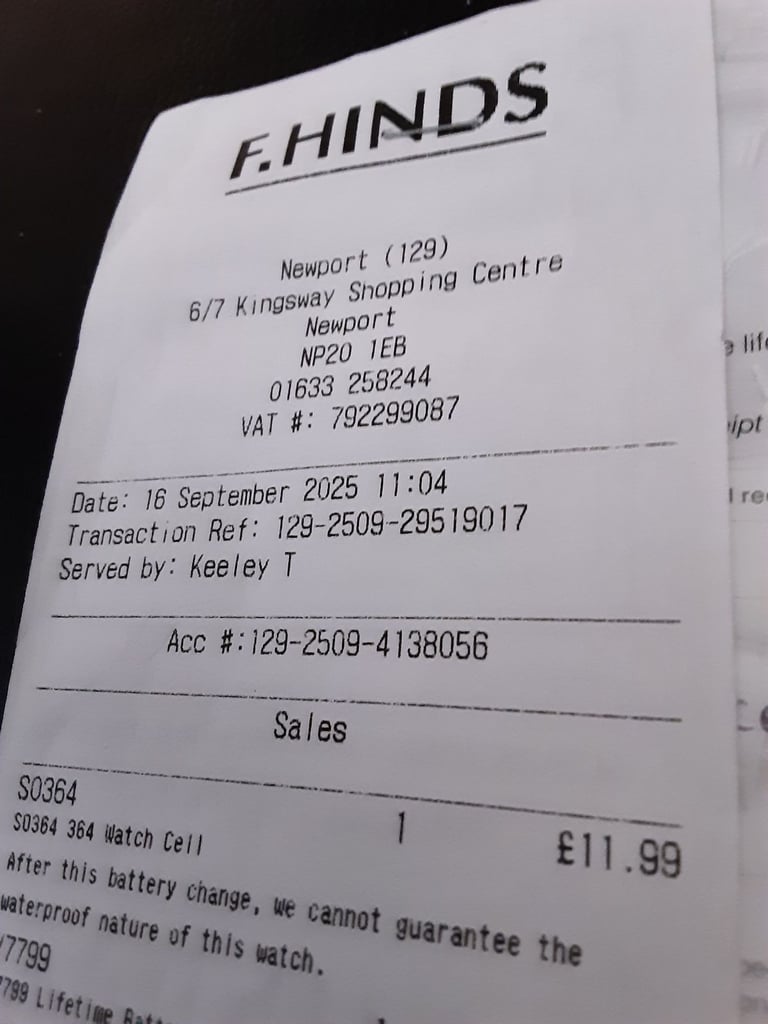 F.HINDS
Newport (129)
6/7 Kingsway Shopping Centre
Newport
NP20 1EB
01633 258244
VAT #: 792299087
Date: 16 September 2025 11:04
Transaction Ref: 129-2509-29519017
Served by: Keeley T
Acc #:129-2509-4138056
Sales
S0364
S0364 364 Watch Cell 1 £11.99
After this battery change, we cannot guarantee the
waterproof nature of this watch.
7799
7799 Lifetime